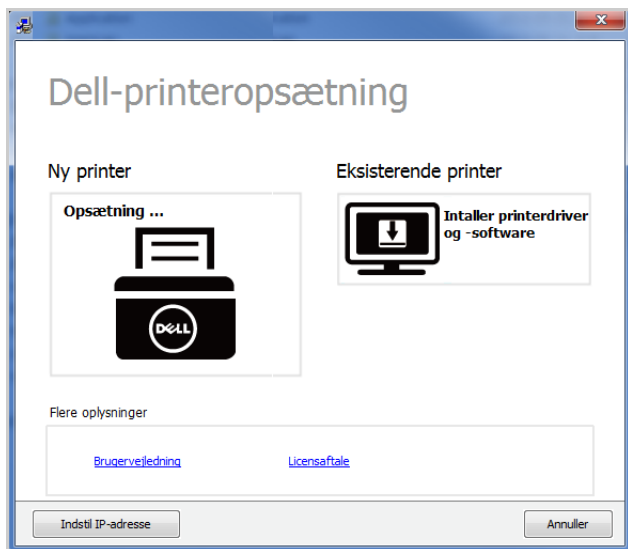 Dell-printeropsætning
Ny printer
Opsætning ...
DELL
Eksisterende printer
Intaller printerdriver
og -software
Flere oplysninger
Brugervejledning
Licensaftale
Indstil IP-adresse
Annuller